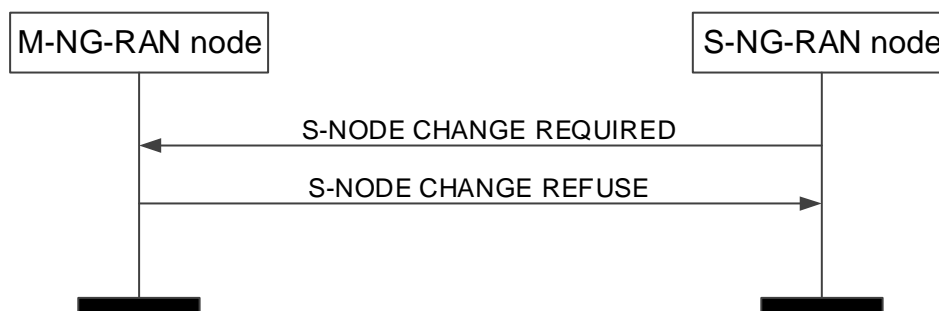 M-NG-RAN node
S-NG-RAN node
S-NODE CHANGE REQUIRED
S-NODE CHANGE REFUSE